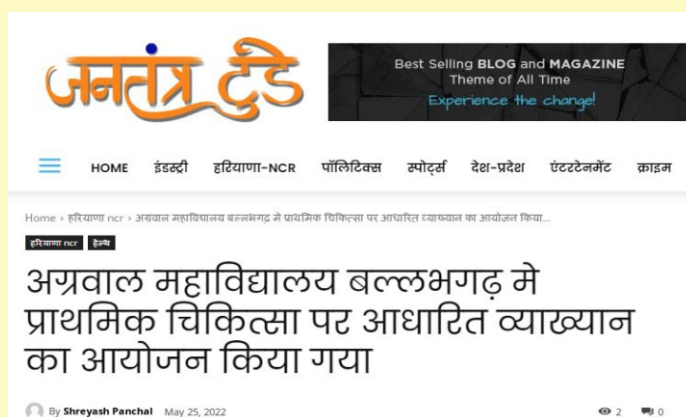 जनतंत्र टुडे
Best Selling BLOG and MAGAZINE
Theme of All Time
Experience the change!
HOME इंडस्ट्री हरियाणा-NCR पॉलिटिक्स स्पोर्ट्स देश-प्रदेश एंटरटेनमेंट क्राइम
Home › हरियाणा ncr › अग्रवाल महाविद्यालय बल्लभगढ़ मे प्राथमिक चिकित्सा पर आधारित व्याख्यान का आयोजन किया...
हरियाणा ncr हेल्थ
अग्रवाल महाविद्यालय बल्लभगढ़ मे
प्राथमिक चिकित्सा पर आधारित व्याख्यान
का आयोजन किया गया
By Shreyash Panchal May 25, 2022 2 0